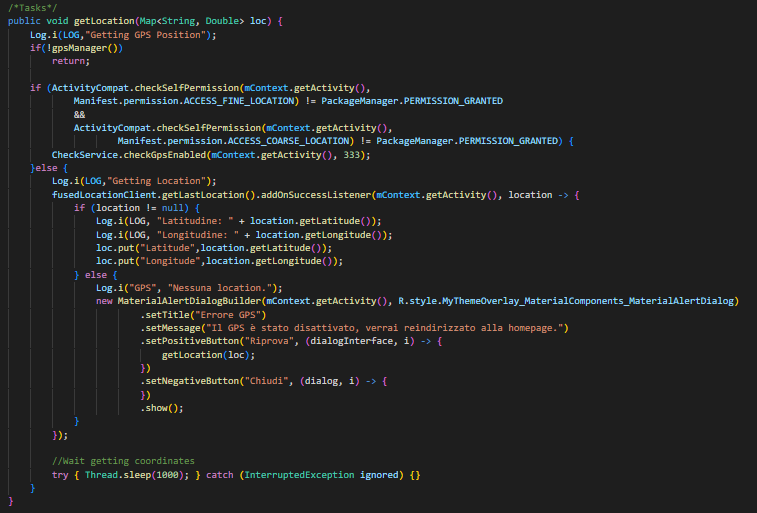 /*Tasks*/
public void getLocation(Map<String, Double> loc) {
    Log.i(LOG,"Getting GPS Position");
    if(!gpsManager())
        return;

    if (ActivityCompat.checkSelfPermission(mContext.getActivity(),
            Manifest.permission.ACCESS_FINE_LOCATION) != PackageManager.PERMISSION_GRANTED
            &&
            ActivityCompat.checkSelfPermission(mContext.getActivity(),
                    Manifest.permission.ACCESS_COARSE_LOCATION) != PackageManager.PERMISSION_GRANTED) {
        CheckService.checkGpsEnabled(mContext.getActivity(), 333);
    }else {
        Log.i(LOG,"Getting Location");
        fusedLocationClient.getLastLocation().addOnSuccessListener(mContext.getActivity(), location -> {
            if (location != null) {
                Log.i(LOG, "Latitudine: " + location.getLatitude());
                Log.i(LOG, "Longitudine: " + location.getLongitude());
                loc.put("Latitude",location.getLatitude());
                loc.put("Longitude",location.getLongitude());
            } else {
                Log.i("GPS", "Nessuna location.");
                new MaterialAlertDialogBuilder(mContext.getActivity(), R.style.MyThemeOverlay_MaterialComponents_MaterialAlertDialog)
                        .setTitle("Errore GPS")
                        .setMessage("Il GPS è stato disattivato, verrai reindirizzato alla homepage.")
                        .setPositiveButton("Riprova", (dialogInterface, i) -> {
                            getLocation(loc);
                        })
                        .setNegativeButton("Chiudi", (dialog, i) -> {
                        })
                        .show();
            }
        });

        //Wait getting coordinates
        try { Thread.sleep(1000); } catch (InterruptedException ignored) {}
    }
}